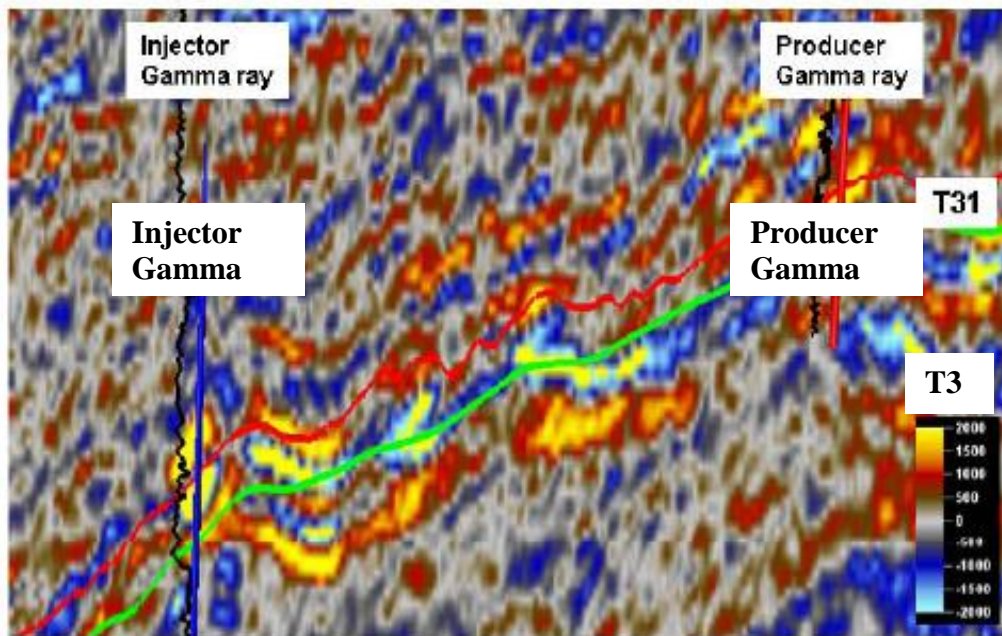 Injector
Gamma ray
Producer
Gamma ray
Injector
Gamma
Producer
Gamma
T31
T3
2000
1500
1000
500
0
-500
-1000
-1500
-2000